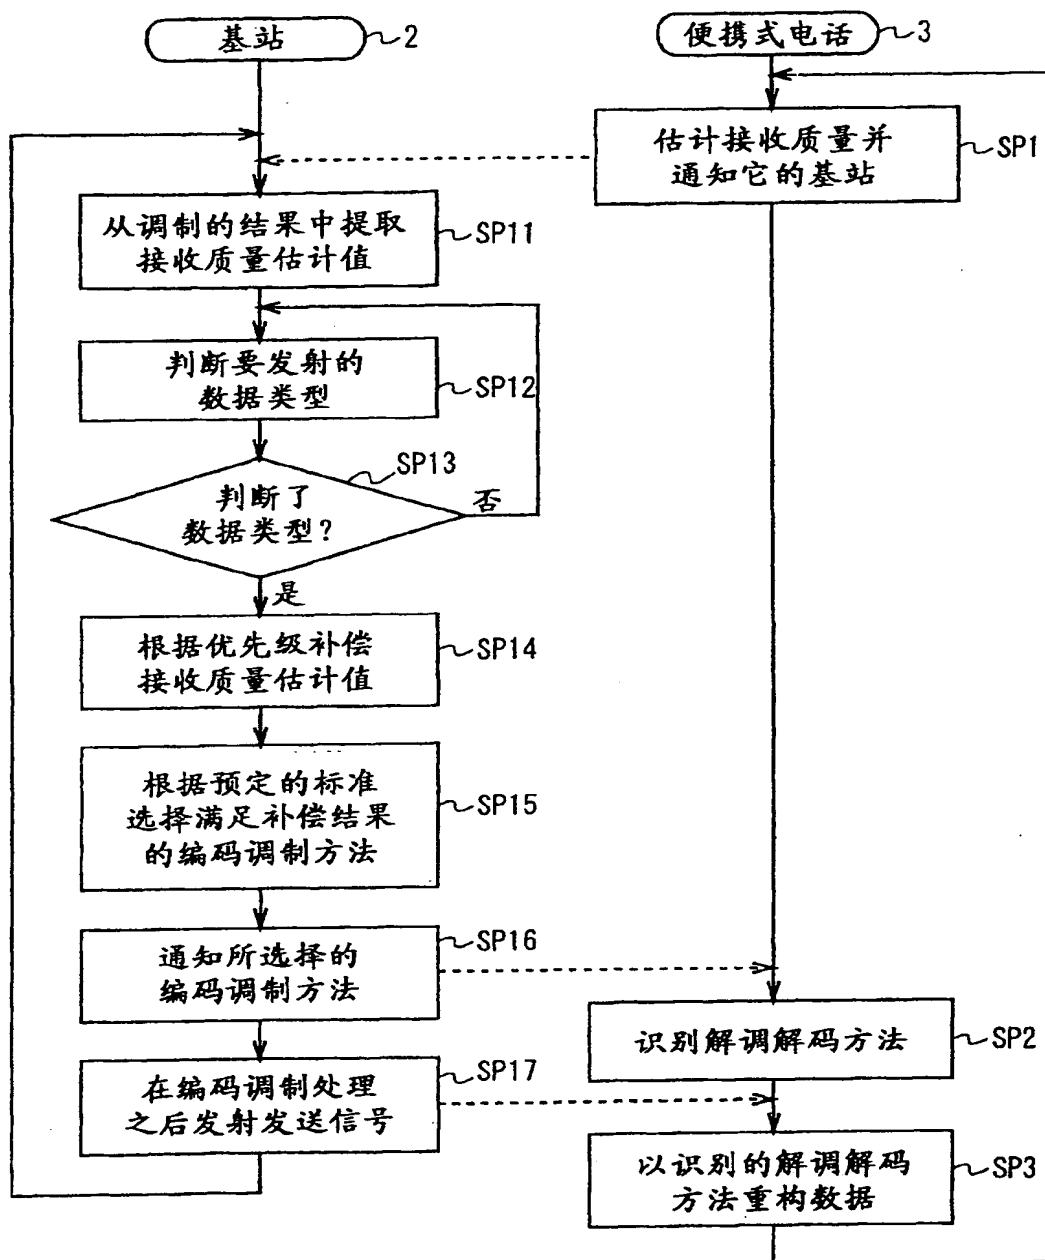 基站
2
从调制的结果中提取
接收质量估计值
SP11
判断要发射的
数据类型
SP12
SP13
判断了
数据类型?
否
是
根据优先级补偿
接收质量估计值
SP14
根据预定的标准
选择满足补偿结果
的编码调制方法
SP15
通知所选择的
编码调制方法
SP16
在编码调制处理
之后发射发送信号
SP17
便携式电话
3
估计接收质量并
通知它的基站
SP1
识别解调解码方法
SP2
以识别的解调解码
方法重构数据
SP3